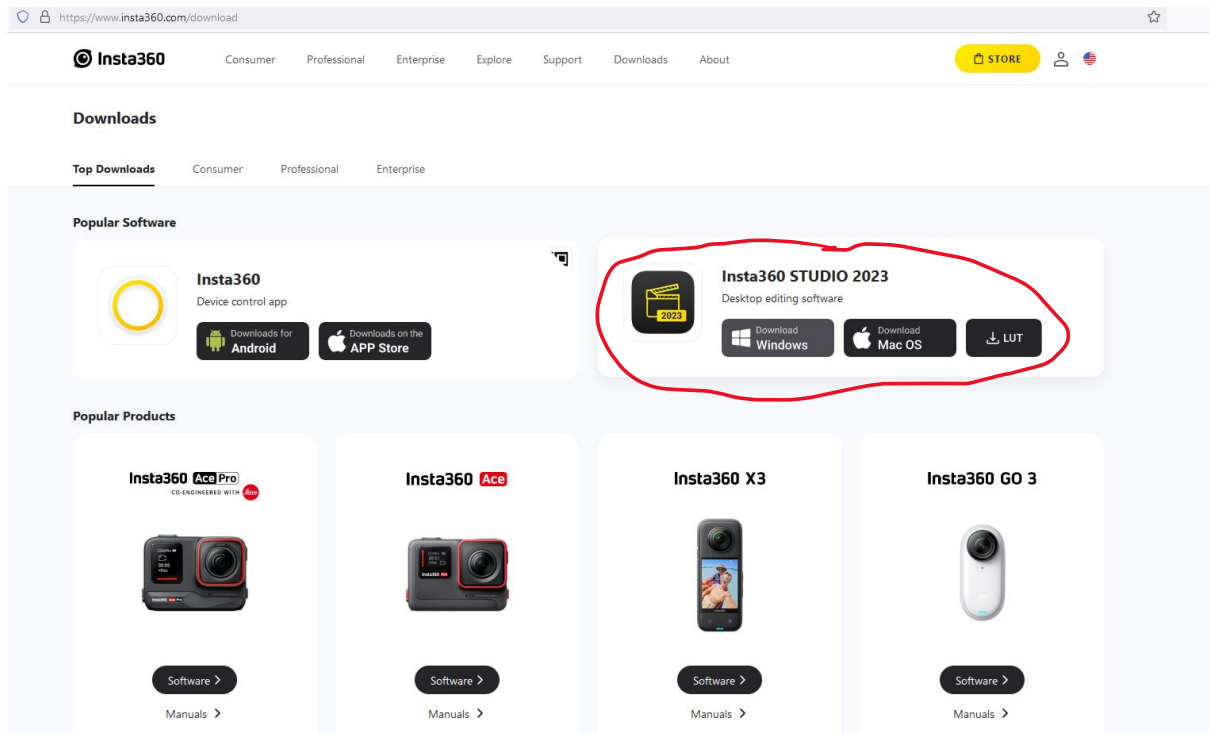 https://www.insta360.com/download
Insta360 Consumer Professional Enterprise Explore Support Downloads About STORE
Downloads
Top Downloads Consumer Professional Enterprise
Popular Software
Insta360
Device control app
Downloads for
Android
Downloads on the
APP Store
2023
Insta360 STUDIO 2023
Desktop editing software
Download
Windows
Download
Mac OS
LUT
Popular Products
Insta360 Ace Pro
CO-ENGINEERED WITH Leica
Software >
Manuals >
Insta360 Ace
Software >
Manuals >
Insta360 X3
Software >
Manuals >
Insta360 GO 3
Software >
Manuals >